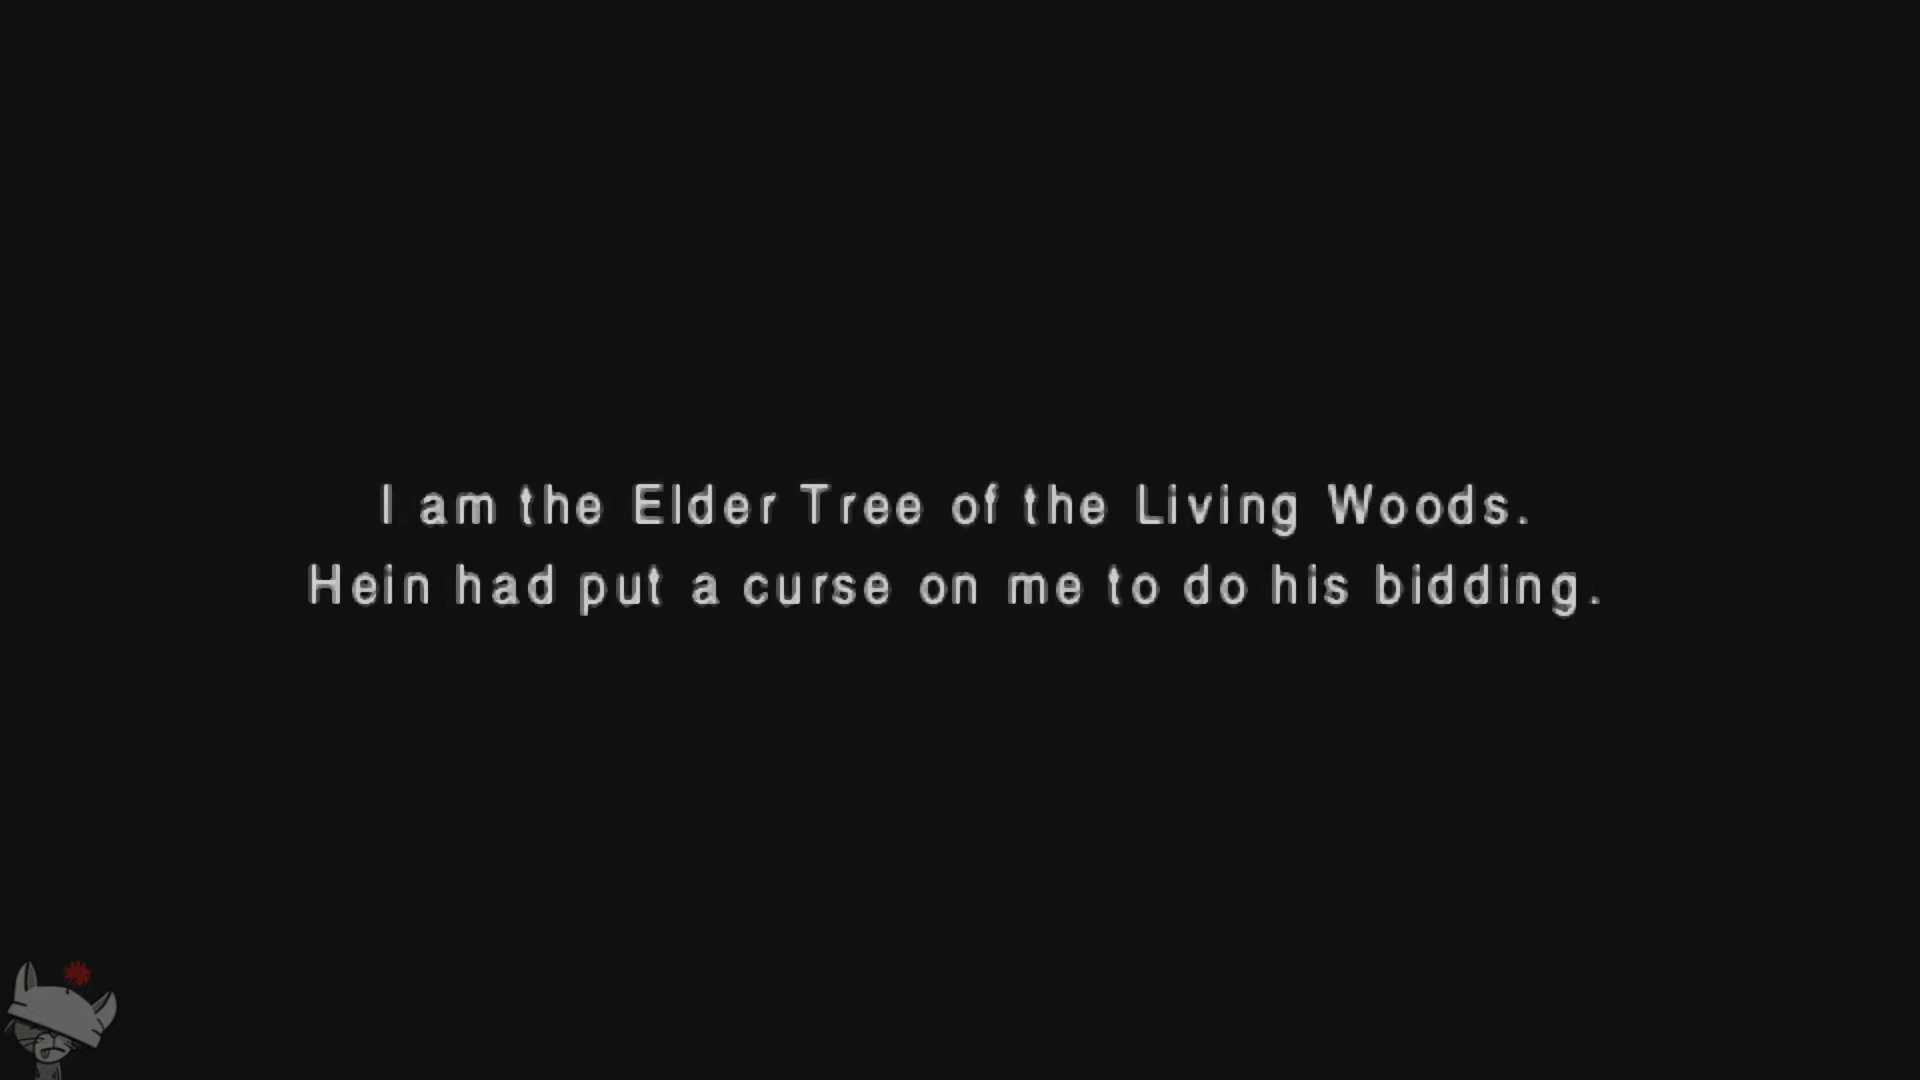 I am the Elder Tree of the Living Woods.
Hein had put a curse on me to do his bidding.